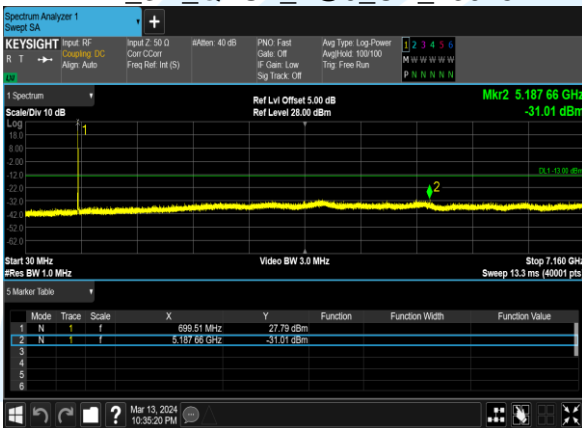 Spectrum Analyzer 1
Swept SA
+
KEYSIGHT Input: RF Input Z: 50 Ω #Atten: 40 dB PNO: Fast Avg Type: Log-Power 1 2 3 4 5 6
R T Coupling: DC Corr CCorr Gate: Off Avg|Hold: 100/100 M W W W W W
Align: Auto Freq Ref: Int (S) IF Gain: Low Trig: Free Run
LW Sig Track: Off P N N N N N
1 Spectrum Ref Lvl Offset 5.00 dB Mkr2 5.187 66 GHz
Scale/Div 10 dB Ref Level 28.00 dBm -31.01 dBm
Log
1
18.0
8.00
-2.00
-12.0 DL1 -13.00 dBm
-22.0 2
-32.0
-42.0
-52.0
-62.0
Start 30 MHz Video BW 3.0 MHz Stop 7.160 GHz
#Res BW 1.0 MHz Sweep 13.3 ms (40001 pts
5 Marker Table
Mode Trace Scale X Y Function Function Width Function Value
1 N 1 f 699.51 MHz 27.79 dBm
2 N 1 f 5.187 66 GHz -31.01 dBm
3
4
5
6
? Mar 13, 2024
10:35:20 PM